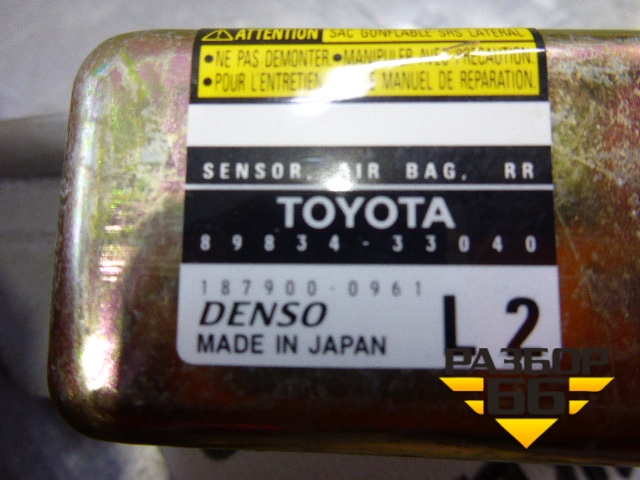 ATTENTION SAC GONFLABLE SRS LATERAL
•NE PAS DEMONTER.•MANIPULER AVEC PRECAUTION.
•POUR L'ENTRETIEN LE MANUEL DE REPARATION.
SENSOR, AIR BAG, RR
TOYOTA
89834-33040
187900-0961
DENSO
L2
MADE IN JAPAN
РАЗБОР
66